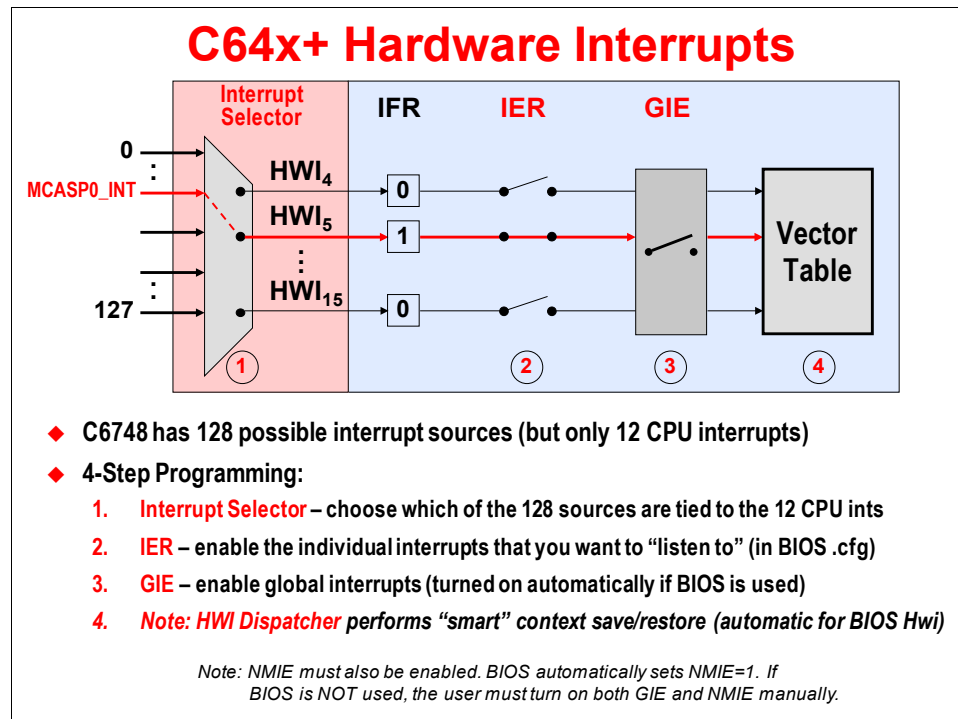 C64x+ Hardware Interrupts
Interrupt
Selector
IFR
IER
GIE
0
:
MCASP0_INT
:
127
HWI4
HWI5
:
HWI15
0
1
0
Vector
Table
1
2
3
4
◆ C6748 has 128 possible interrupt sources (but only 12 CPU interrupts)
◆ 4-Step Programming:
1. Interrupt Selector – choose which of the 128 sources are tied to the 12 CPU ints
2. IER – enable the individual interrupts that you want to “listen to” (in BIOS .cfg)
3. GIE – enable global interrupts (turned on automatically if BIOS is used)
4. Note: HWI Dispatcher performs “smart” context save/restore (automatic for BIOS Hwi)
Note: NMIE must also be enabled. BIOS automatically sets NMIE=1. If
BIOS is NOT used, the user must turn on both GIE and NMIE manually.